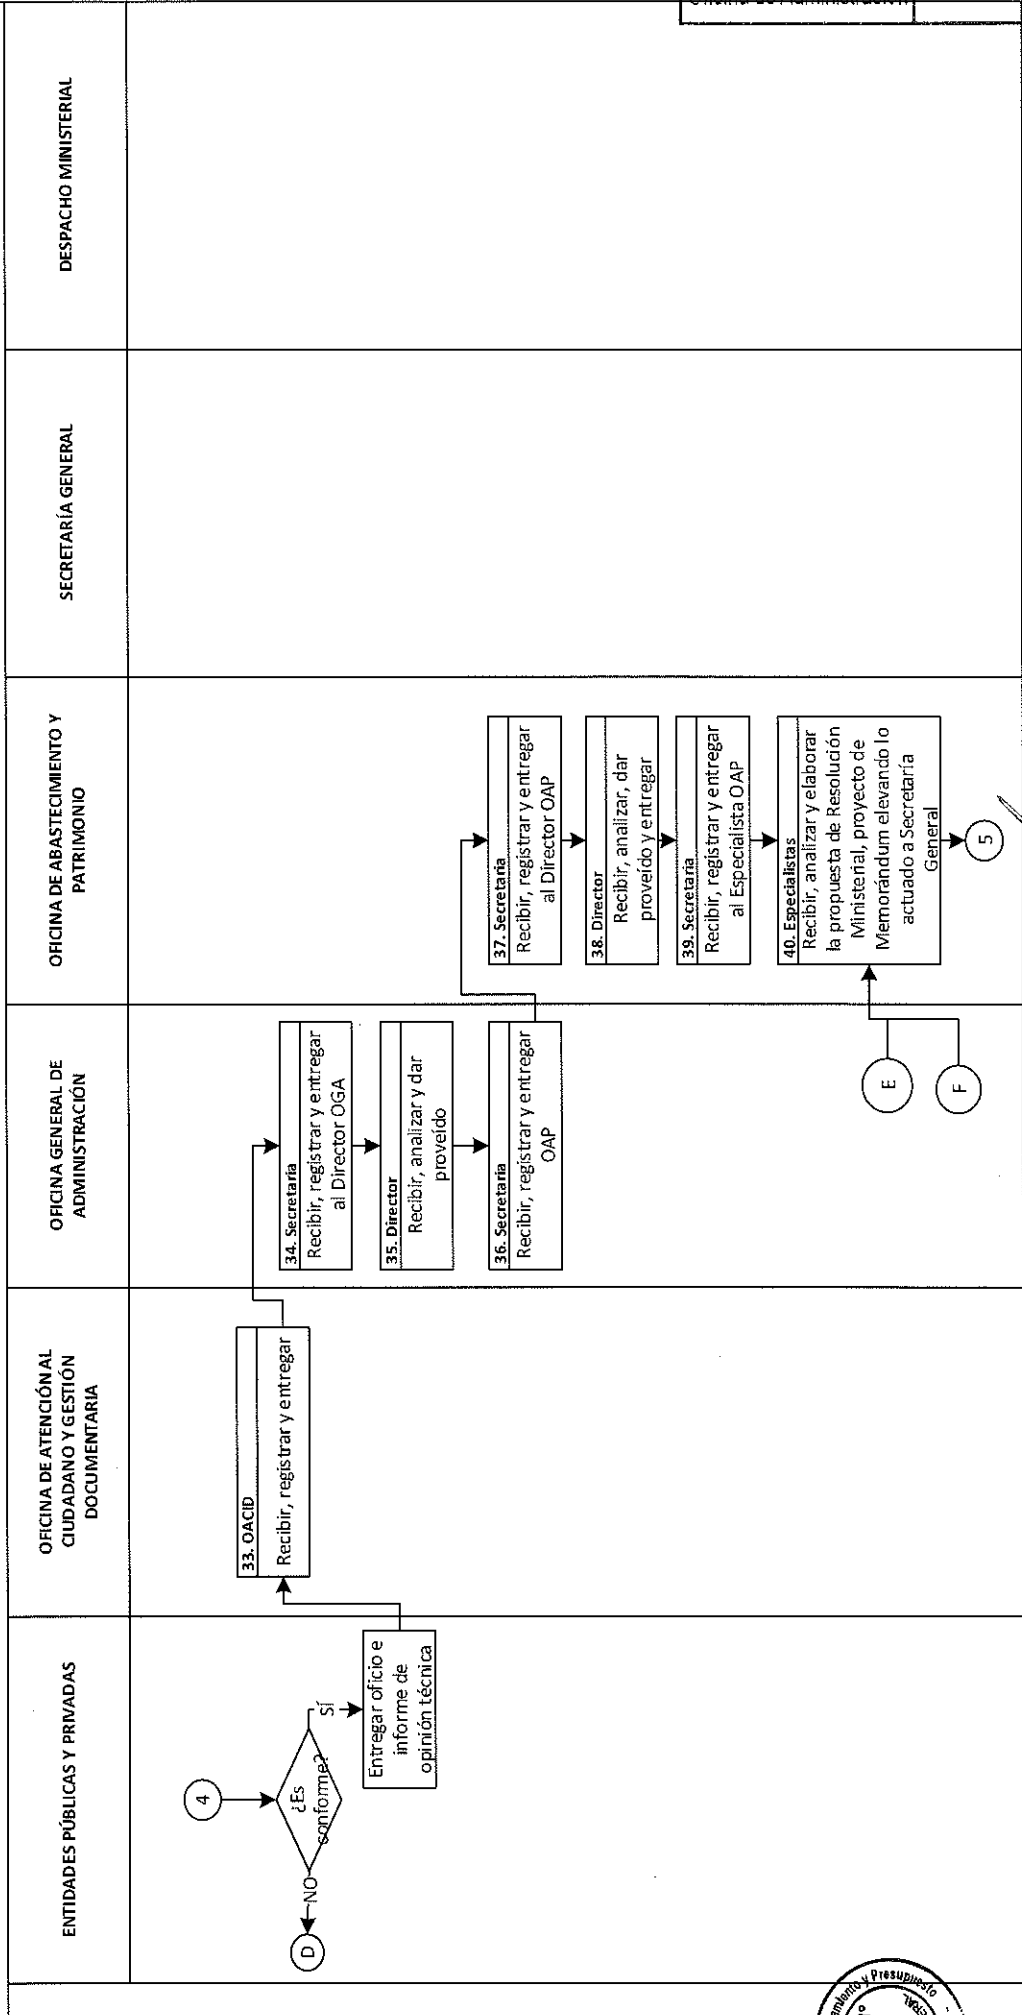 ENTIDADES PÚBLICAS Y PRIVADAS
OFICINA DE ATENCIÓN AL
CIUDADANO Y GESTIÓN
DOCUMENTARIA
OFICINA GENERAL DE
ADMINISTRACIÓN
OFICINA DE ABASTECIMIENTO Y
PATRIMONIO
SECRETARÍA GENERAL
DESPACHO MINISTERIAL
4
¿Es
conforme?
NO
D
SÍ
Entregar oficio e
informe de
opinión técnica
33. OACID
Recibir, registrar y entregar
34. Secretaria
Recibir, registrar y entregar
al Director OGA
35. Director
Recibir, analizar y dar
proveído
36. Secretaria
Recibir, registrar y entregar
OAP
37. Secretaria
Recibir, registrar y entregar
al Director OAP
38. Director
Recibir, analizar, dar
proveído y entregar
39. Secretaria
Recibir, registrar y entregar
al Especialista OAP
40. Especialistas
Recibir, analizar y elaborar
la propuesta de Resolución
Ministerial, proyecto de
Memorándum elevando lo
actuado a Secretaría
General
E
F
5
y Presupuesto